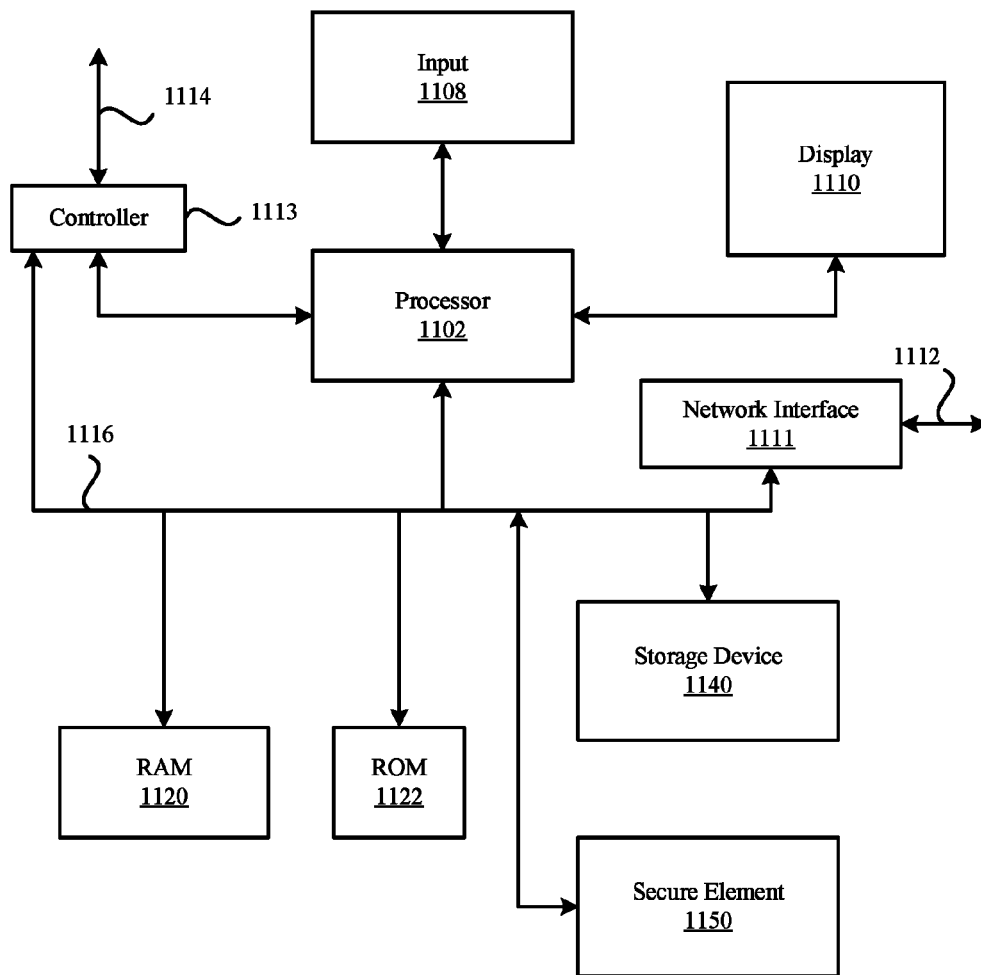 Input
1108
1114
Display
1110
Controller
1113
Processor
1102
1112
Network Interface
1111
1116
Storage Device
1140
RAM
1120
ROM
1122
Secure Element
1150